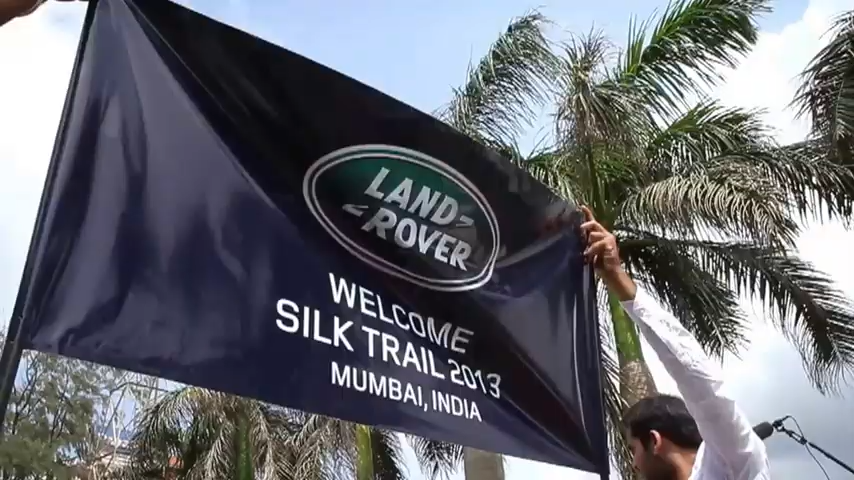 LAND
ROVER
WELCOME
SILK TRAIL 2013
MUMBAI, INDIA